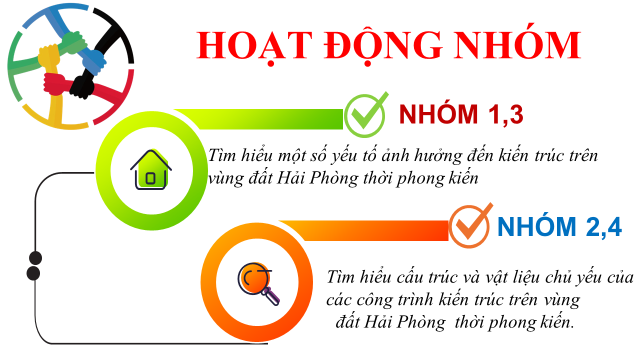 HOẠT ĐỘNG NHÓM
NHÓM 1,3
Tìm hiểu một số yếu tố ảnh hưởng đến kiến trúc trên
vùng đất Hải Phòng thời phong kiến
NHÓM 2,4
Tìm hiểu cấu trúc và vật liệu chủ yếu của
các công trình kiến trúc trên vùng
đất Hải Phòng thời phong kiến.